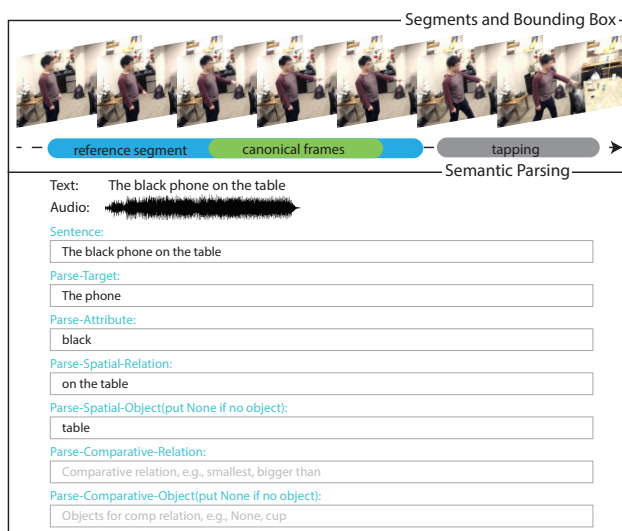 Segments and Bounding Box
reference segment
canonical frames
tapping
Semantic Parsing
Text: The black phone on the table
Audio:
Sentence:
The black phone on the table
Parse-Target:
The phone
Parse-Attribute:
black
Parse-Spatial-Relation:
on the table
Parse-Spatial-Object(put None if no object):
table
Parse-Comparative-Relation:
Comparative relation, e.g., smallest, bigger than
Parse-Comparative-Object(put None if no object):
Objects for comp relation, e.g., None, cup